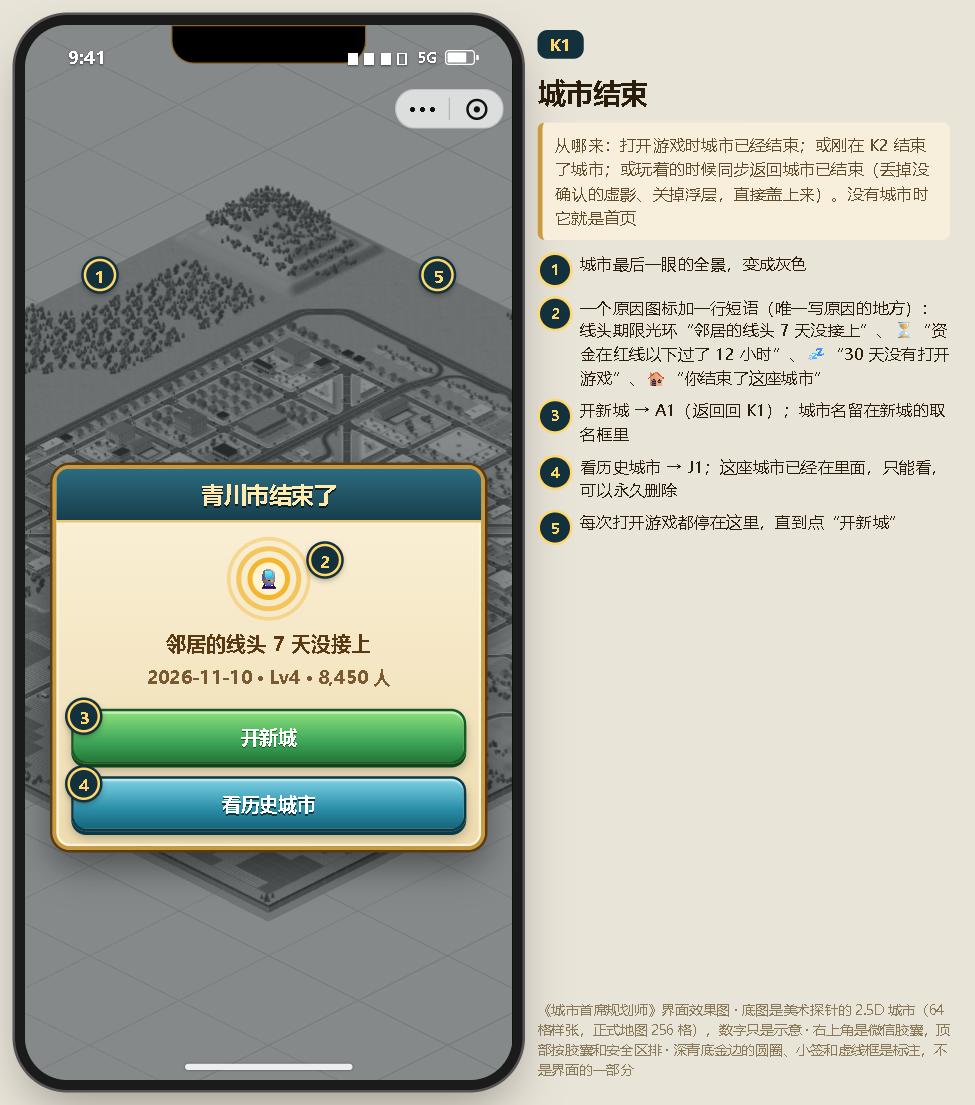 9:41
5G
1
5
青川市结束了
2
邻居的线头 7 天没接上
2026-11-10 • Lv4 • 8,450 人
3
开新城
4
看历史城市
K1
城市结束
从哪来：打开游戏时城市已经结束；或刚在 K2 结束
了城市；或玩着的时候同步返回城市已结束（丢掉没
确认的虚影、关掉浮层，直接盖上来）。没有城市时
它就是首页
1 城市最后一眼的全景，变成灰色
2 一个原因图标加一行短语（唯一写原因的地方）：
线头期限光环“邻居的线头 7 天没接上”、⏳“资
金在红线以下过了 12 小时”、💤“30 天没有打开
游戏”、🏠“你结束了这座城市”
3 开新城 → A1（返回回 K1）；城市名留在新城的取
名框里
4 看历史城市 → J1；这座城市已经在里面，只能看，
可以永久删除
5 每次打开游戏都停在这里，直到点“开新城”
《城市首席规划师》界面效果图 · 底图是美术探针的 2.5D 城市（64
格样张，正式地图 256 格），数字只是示意 · 右上角是微信胶囊，顶
部按胶囊和安全区排 · 深青底金边的圆圈、小签和虚线框是标注，不
是界面的一部分